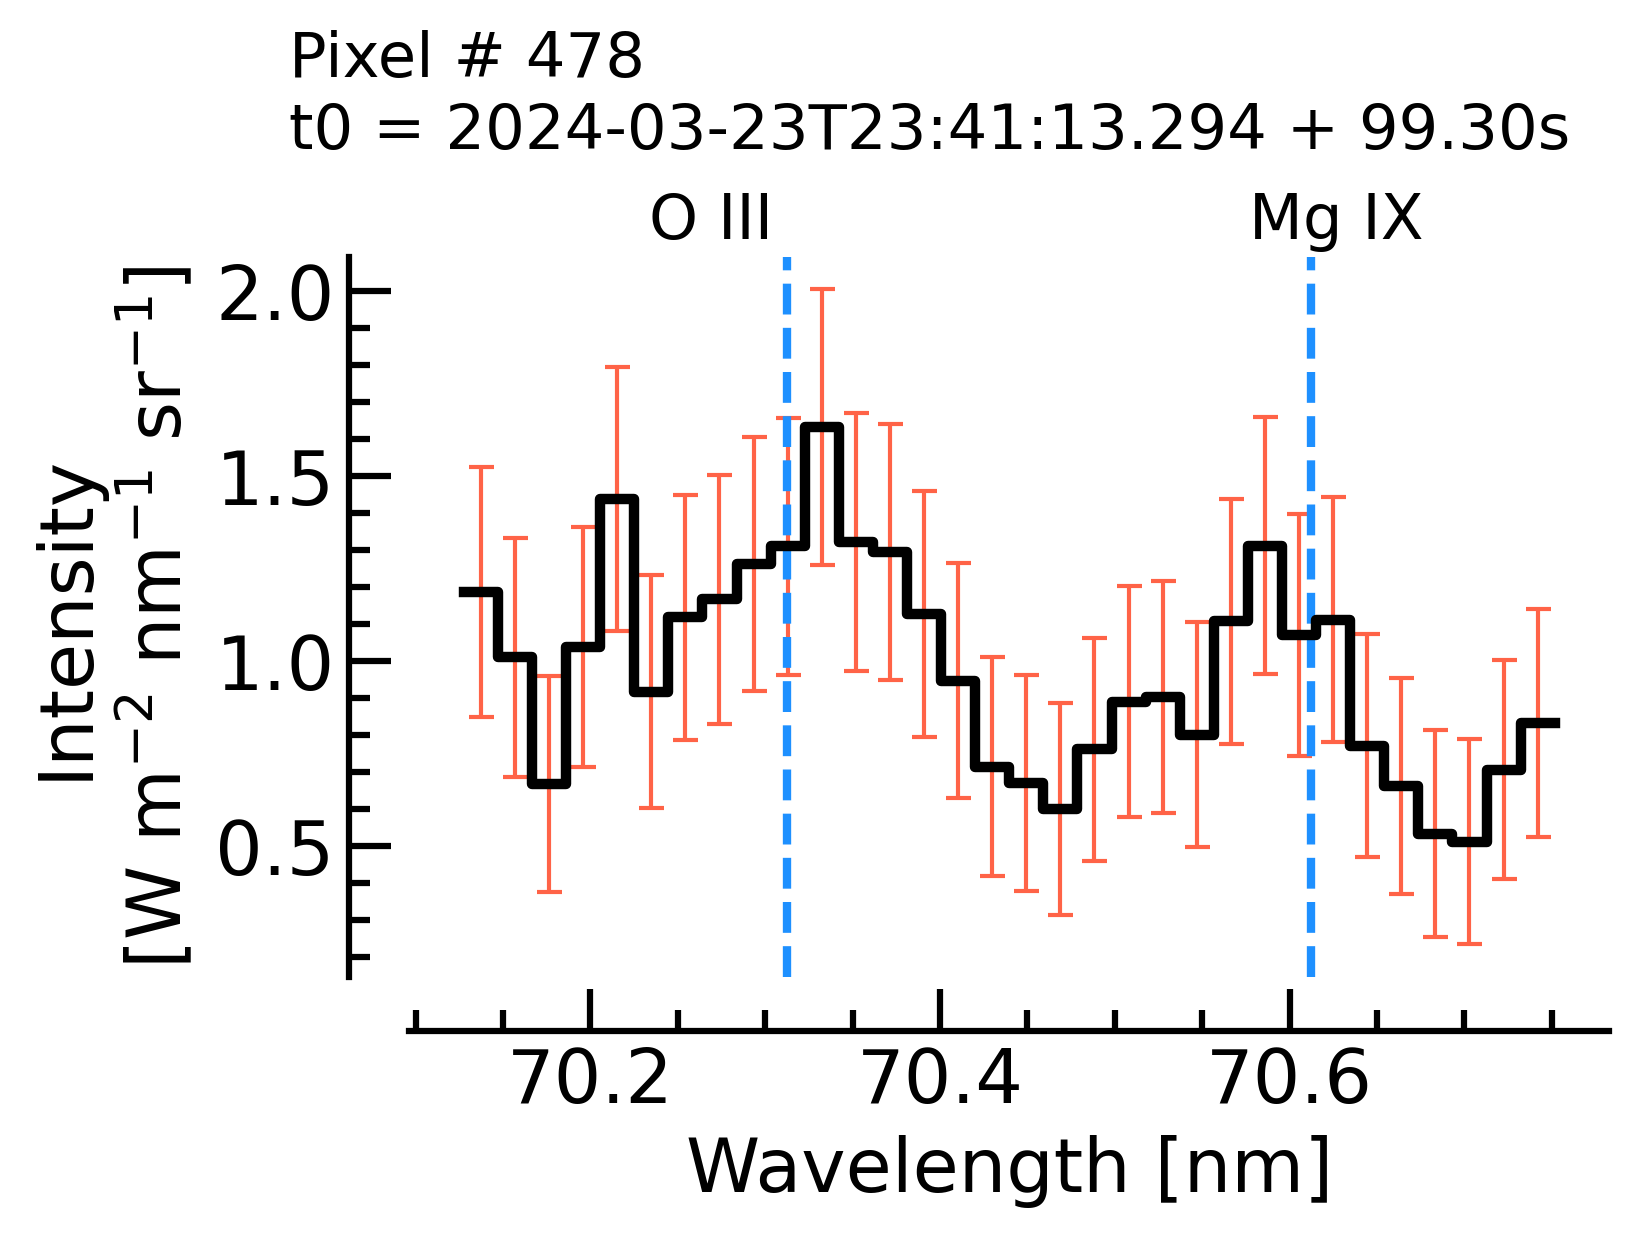 Pixel # 478
t0 = 2024-03-23T23:41:13.294 + 99.30s
O III
Mg IX
Intensity
[W m⁻² nm⁻¹ sr⁻¹]
2.0
1.5
1.0
0.5
70.2
70.4
70.6
Wavelength [nm]